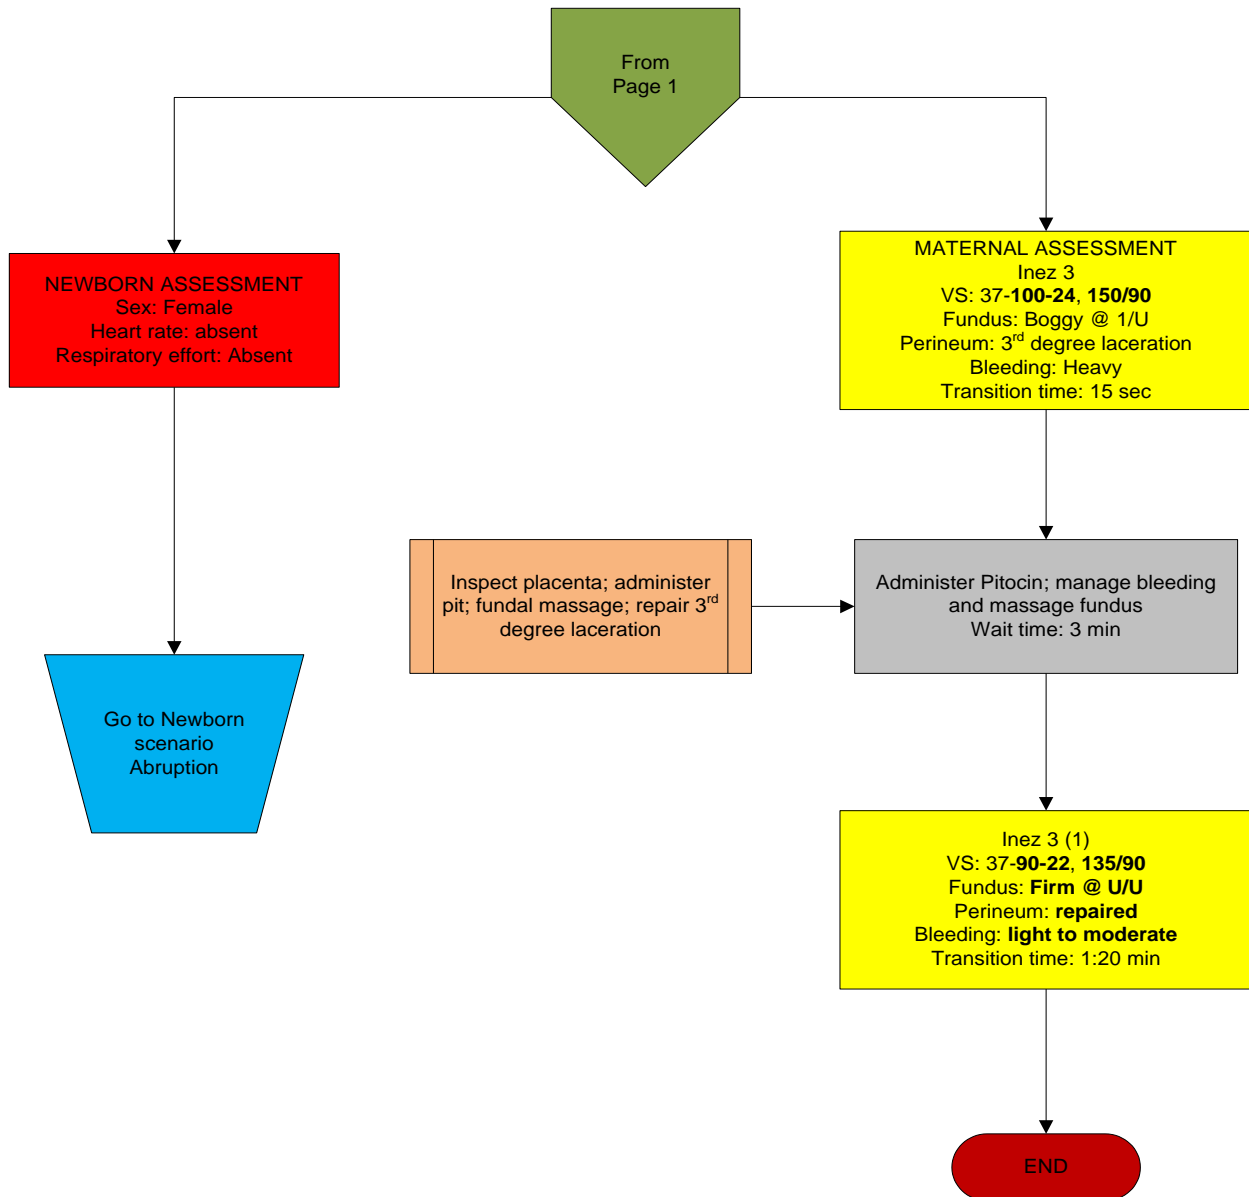 From
Page 1
NEWBORN ASSESSMENT
Sex: Female
Heart rate: absent
Respiratory effort: Absent
MATERNAL ASSESSMENT
Inez 3
VS: 37-100-24, 150/90
Fundus: Boggy @ 1/U
Perineum: 3rd degree laceration
Bleeding: Heavy
Transition time: 15 sec
Inspect placenta; administer
pit; fundal massage; repair 3rd
degree laceration
Administer Pitocin; manage bleeding
and massage fundus
Wait time: 3 min
Go to Newborn
scenario
Abruption
Inez 3 (1)
VS: 37-90-22, 135/90
Fundus: Firm @ U/U
Perineum: repaired
Bleeding: light to moderate
Transition time: 1:20 min
END